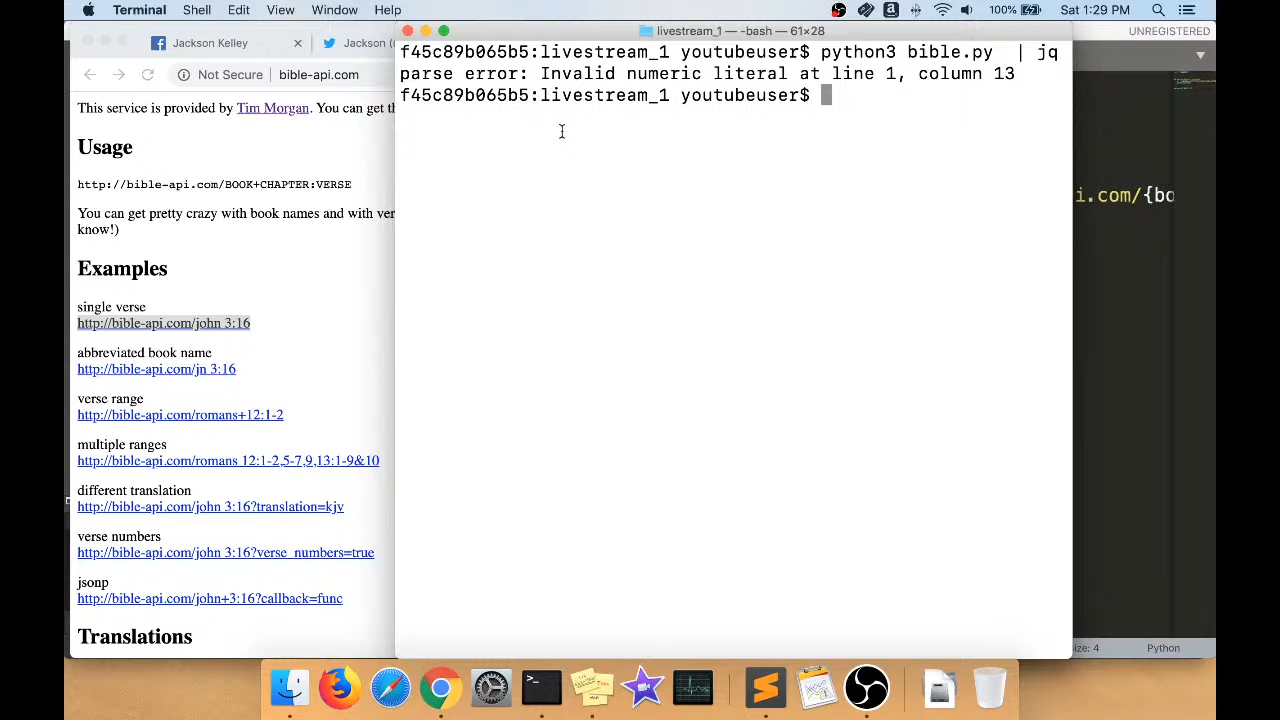 Terminal Shell Edit View Window Help
100% Sat 1:29 PM
Jackson Kelley
Jackson (
livestream_1 — -bash — 61×28
UNREGISTERED
Not Secure | bible-api.com
f45c89b065b5:livestream_1 youtubeuser$ python3 bible.py | jq
parse error: Invalid numeric literal at line 1, column 13
f45c89b065b5:livestream_1 youtubeuser$
This service is provided by Tim Morgan. You can get the
Usage
http://bible-api.com/BOOK+CHAPTER:VERSE
You can get pretty crazy with book names and with
know!)
i.com/{bo
Examples
single verse
http://bible-api.com/john 3:16
abbreviated book name
http://bible-api.com/jn 3:16
verse range
http://bible-api.com/romans+12:1-2
multiple ranges
http://bible-api.com/romans 12:1-2,5-7,9,13:1-9&10
different translation
http://bible-api.com/john 3:16?translation=kjv
verse numbers
http://bible-api.com/john 3:16?verse_numbers=true
jsonp
http://bible-api.com/john+3:16?callback=func
Translations
Size: 4 Python